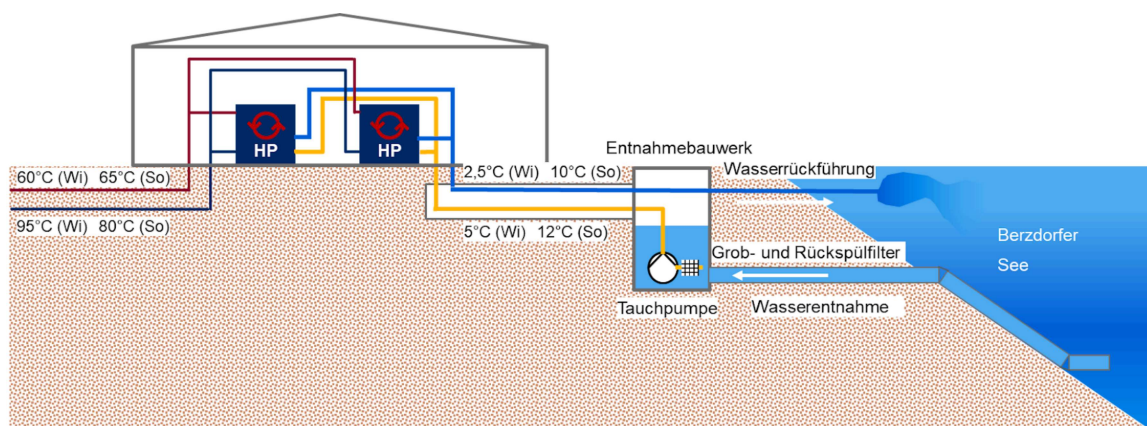 HP
HP
Entnahmebauwerk
60°C (Wi) 65°C (So)
2,5°C (Wi) 10°C (So)
Wasserrückführung
95°C (Wi) 80°C (So)
5°C (Wi) 12°C (So)
Berzdorfer
See
Grob- und Rückspülfilter
Tauchpumpe
Wasserentnahme